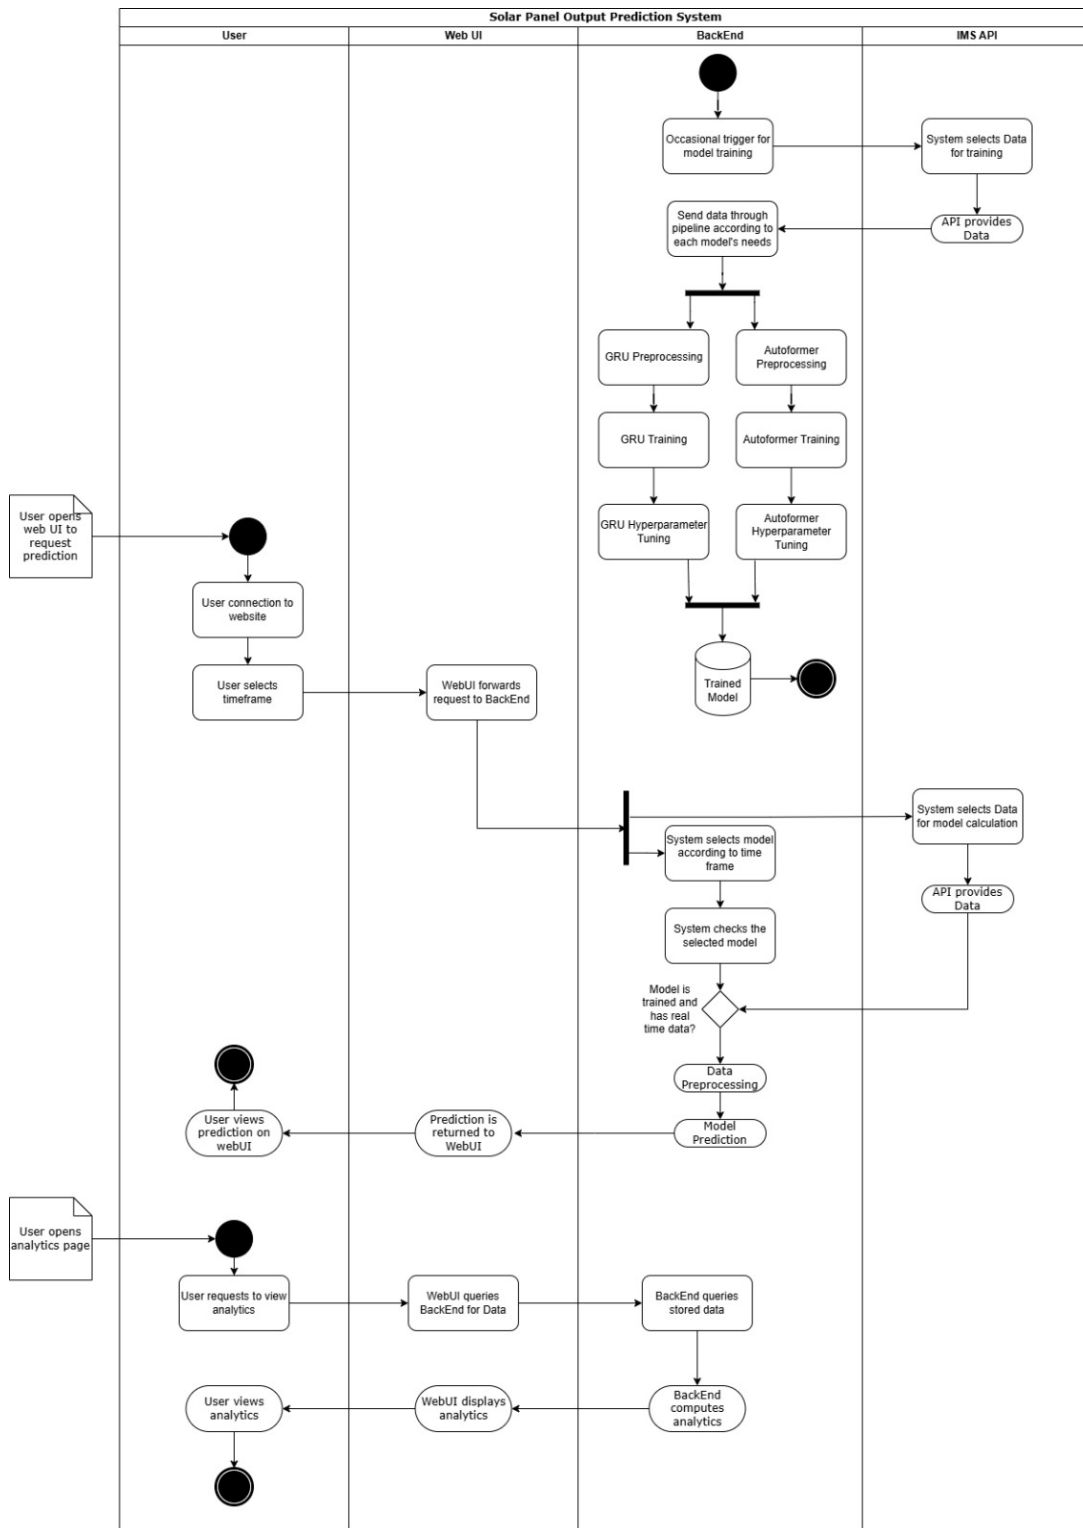 Solar Panel Output Prediction System
User
Web UI
BackEnd
IMS API
Occasional trigger for
model training
System selects Data
for training
Send data through
pipeline according to
each model's needs
API provides
Data
GRU Preprocessing
Autoformer
Preprocessing
GRU Training
Autoformer Training
User opens
web UI to
request
prediction
GRU Hyperparameter
Tuning
Autoformer
Hyperparameter
Tuning
User connection to
website
User selects
timeframe
WebUI forwards
request to BackEnd
Trained
Model
System selects Data
for model calculation
System selects model
according to time
frame
API provides
Data
System checks the
selected model
Model is
trained and
has real
time data?
Data
Preprocessing
User views
prediction on
webUI
Prediction is
returned to
WebUI
Model
Prediction
User opens
analytics page
User requests to view
analytics
WebUI queries
BackEnd for Data
BackEnd queries
stored data
User views
analytics
WebUI displays
analytics
BackEnd
computes
analytics